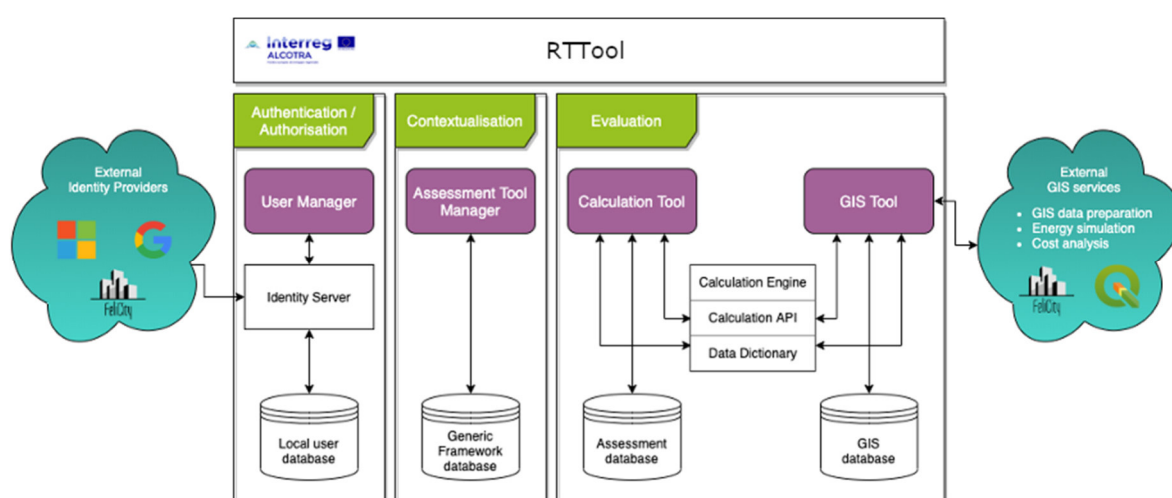 Interreg
ALCOTRA
RTTool
Authentication /
Authorisation
Contextualisation
Evaluation
External
Identity Providers
FeliCity
User Manager
Assessment Tool
Manager
Calculation Tool
GIS Tool
External
GIS services
• GIS data preparation
• Energy simulation
• Cost analysis
FeliCity
Identity Server
Calculation Engine
Calculation API
Data Dictionary
Local user
database
Generic
Framework
database
Assessment
database
GIS
database